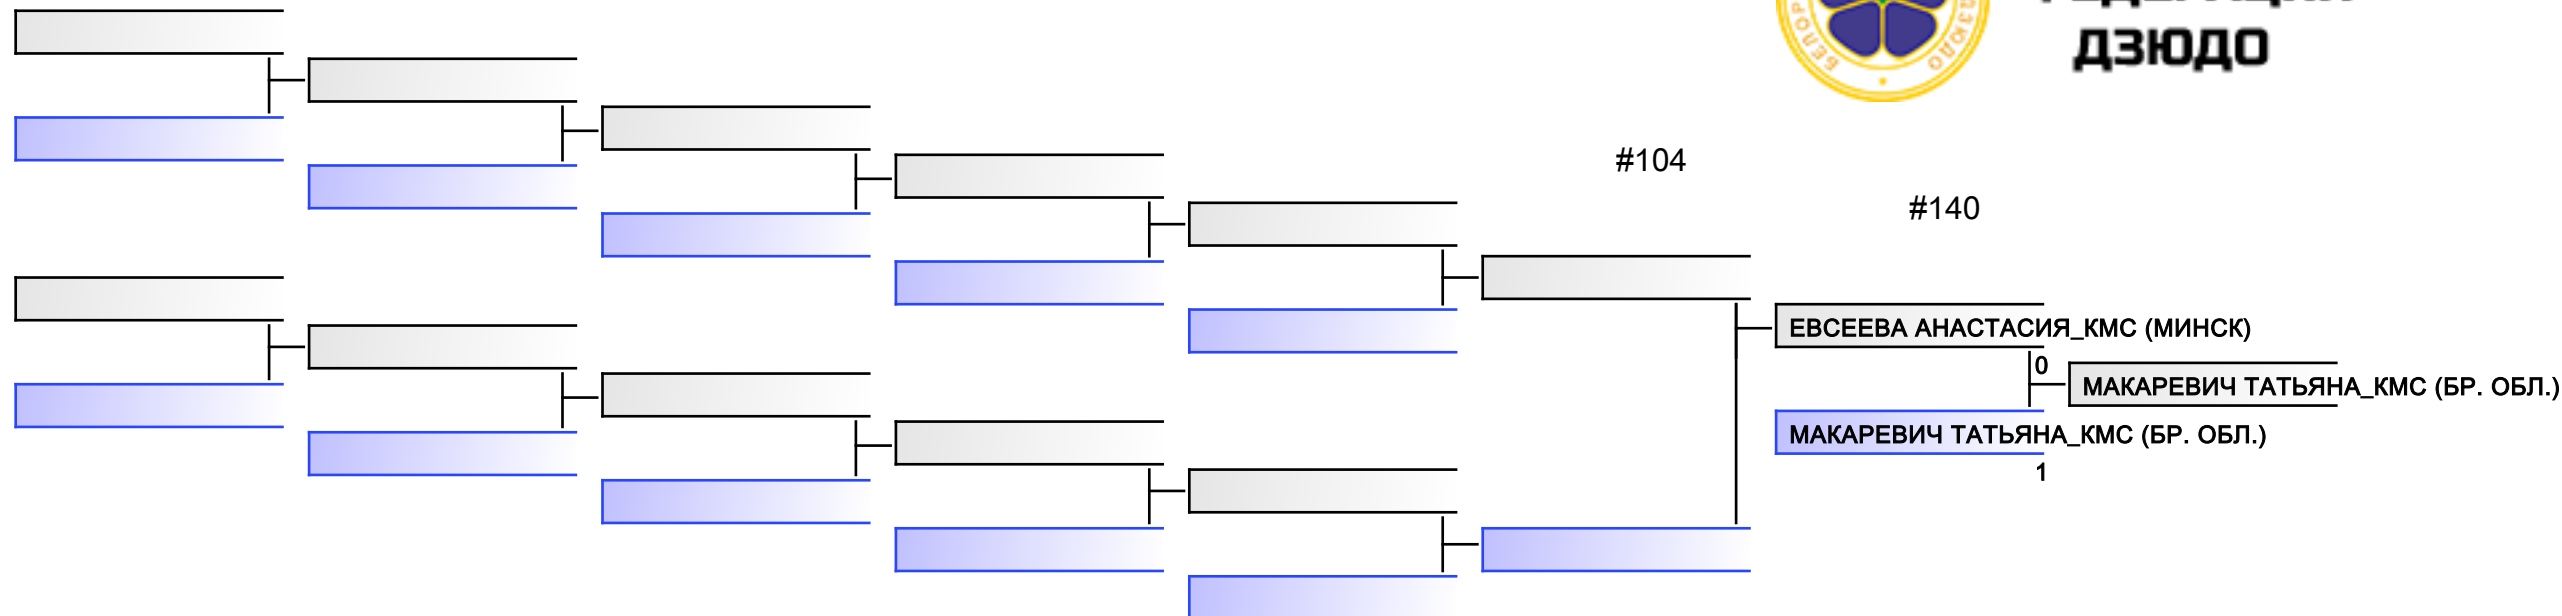 ДЗЮДО
#104
#140
ЕВСЕЕВА АНАСТАСИЯ_КМС (МИНСК)
0
МАКАРЕВИЧ ТАТЬЯНА_КМС (БР. ОБЛ.)
МАКАРЕВИЧ ТАТЬЯНА_КМС (БР. ОБЛ.)
1